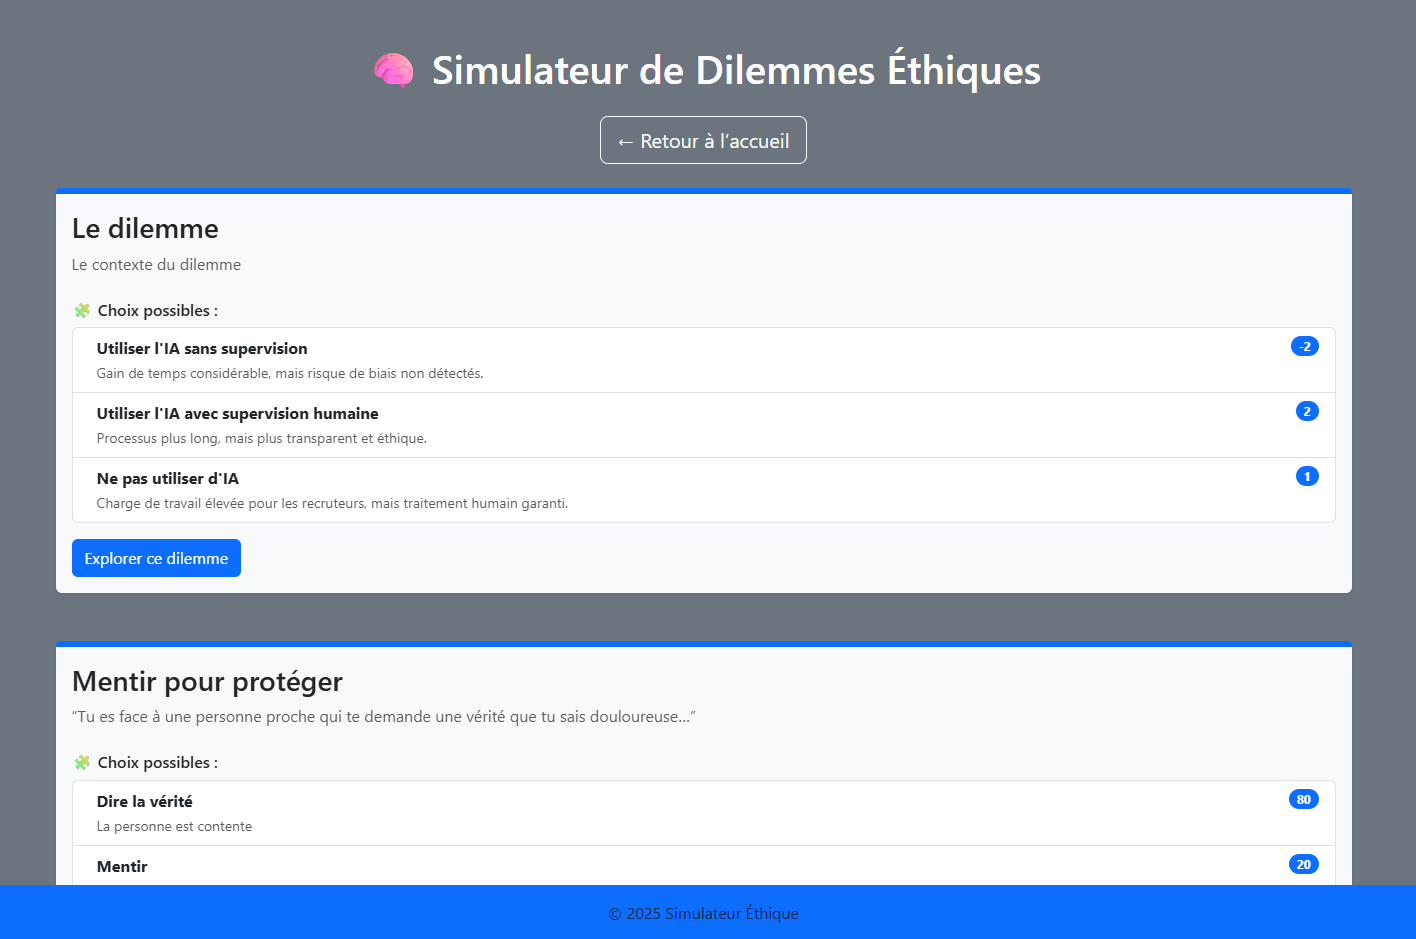 Simulateur de Dilemmes Éthiques
← Retour à l’accueil
Le dilemme
Le contexte du dilemme
Choix possibles :
Utiliser l'IA sans supervision
-2
Gain de temps considérable, mais risque de biais non détectés.
Utiliser l'IA avec supervision humaine
2
Processus plus long, mais plus transparent et éthique.
Ne pas utiliser d'IA
1
Charge de travail élevée pour les recruteurs, mais traitement humain garanti.
Explorer ce dilemme
Mentir pour protéger
“Tu es face à une personne proche qui te demande une vérité que tu sais douloureuse…”
Choix possibles :
Dire la vérité
80
La personne est contente
Mentir
20
© 2025 Simulateur Éthique